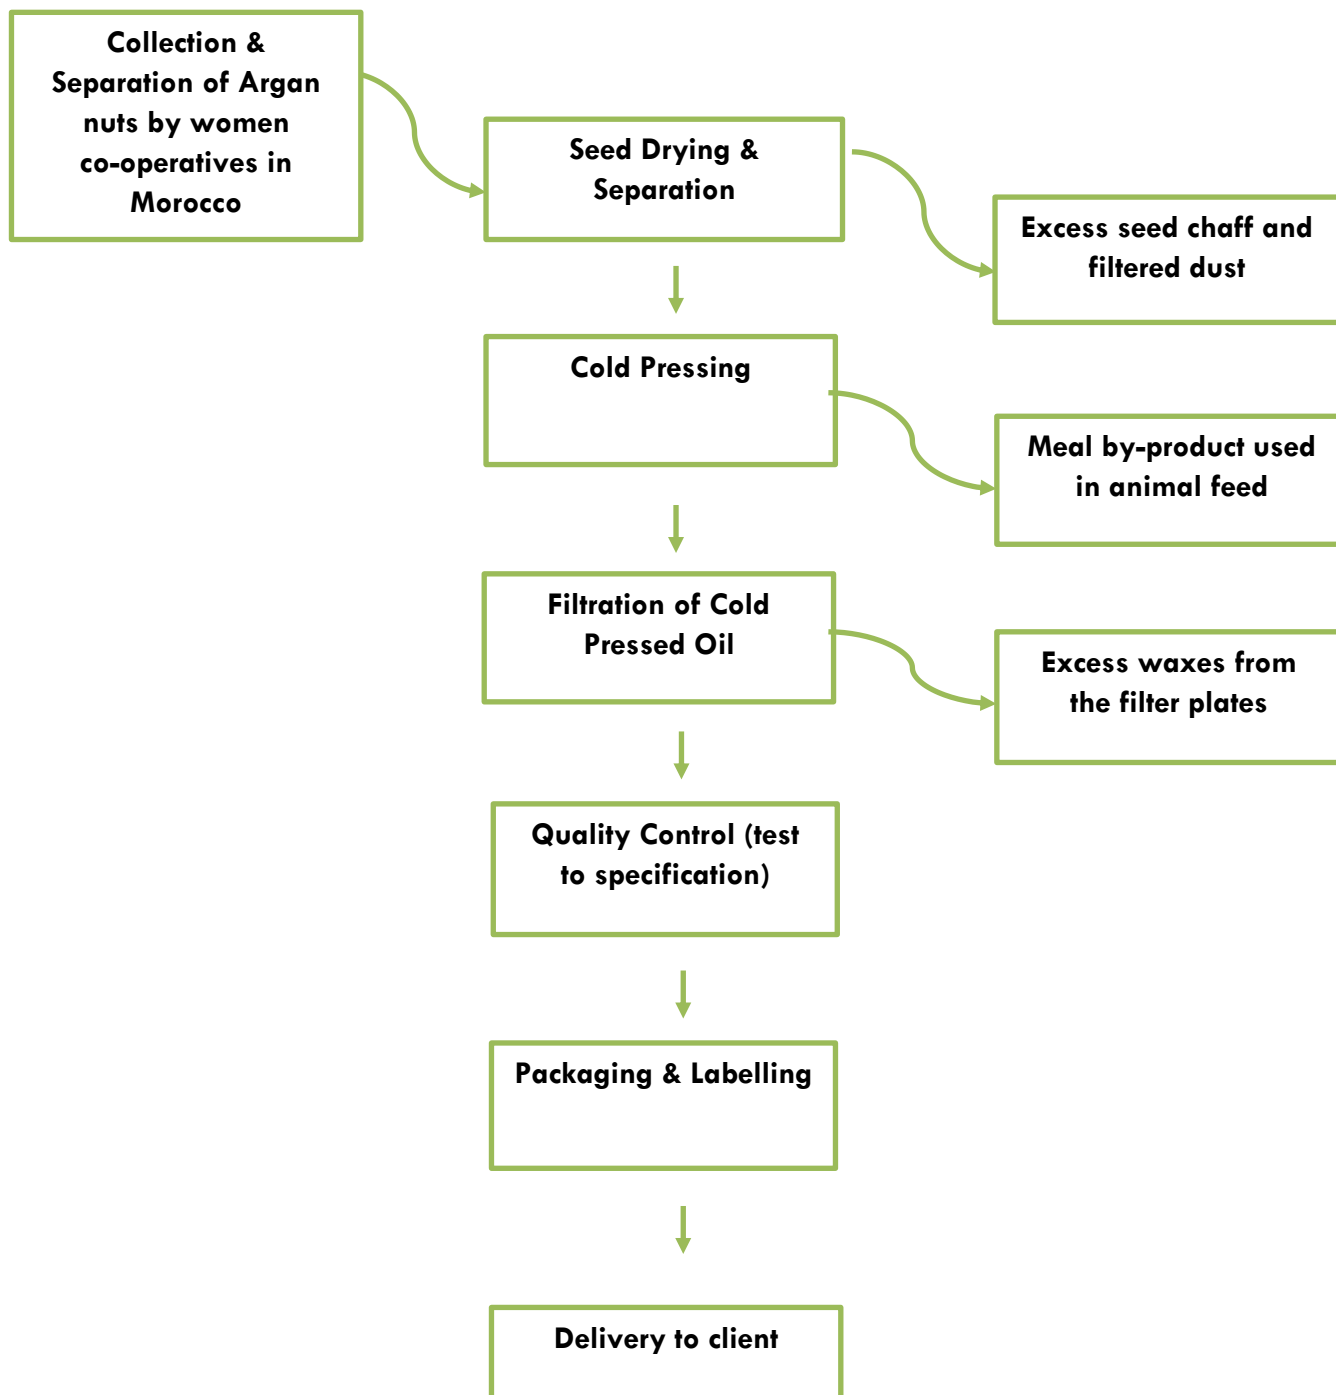 Collection &
Separation of Argan
nuts by women
co-operatives in
Morocco
Seed Drying &
Separation
Excess seed chaff and
filtered dust
Cold Pressing
Meal by-product used
in animal feed
Filtration of Cold
Pressed Oil
Excess waxes from
the filter plates
Quality Control (test
to specification)
Packaging & Labelling
Delivery to client